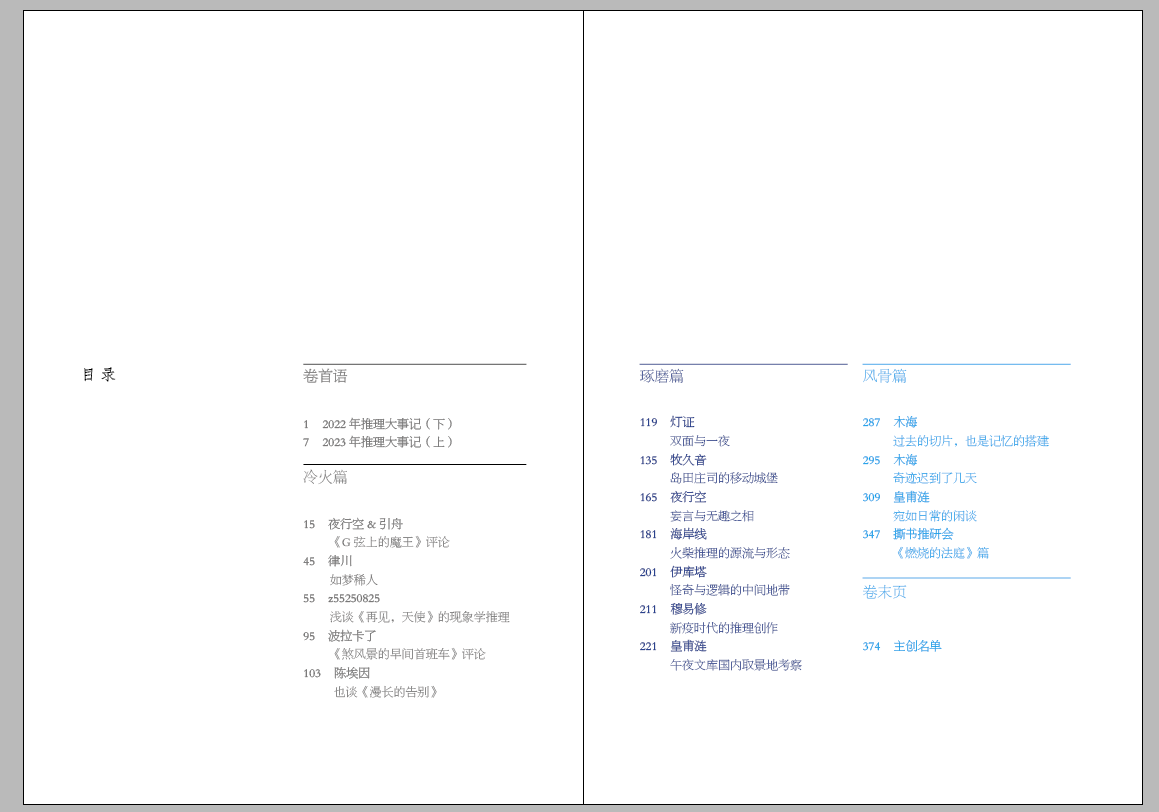 目录
卷首语
1 2022 年推理大事记（下）
7 2023 年推理大事记（上）
冷火篇
15 夜行空 & 引舟
《G 弦上的魔王》评论
45 律川
如梦稀人
55 z55250825
浅谈《再见，天使》的现象学推理
95 波拉卡了
《煞风景的早间首班车》评论
103 陈埃因
也谈《漫长的告别》
琢磨篇
119 灯证
双面与一夜
135 牧久音
岛田庄司的移动城堡
165 夜行空
妄言与无趣之相
181 海岸线
火柴推理的源流与形态
201 伊库塔
怪奇与逻辑的中间地带
211 穆易修
新疫时代的推理创作
221 皇甫涟
午夜文库国内取景地考察
风骨篇
287 木海
过去的切片，也是记忆的搭建
295 木海
奇迹迟到了几天
309 皇甫涟
宛如日常的闲谈
347 撕书推研会
《燃烧的法庭》篇
卷末页
374 主创名单